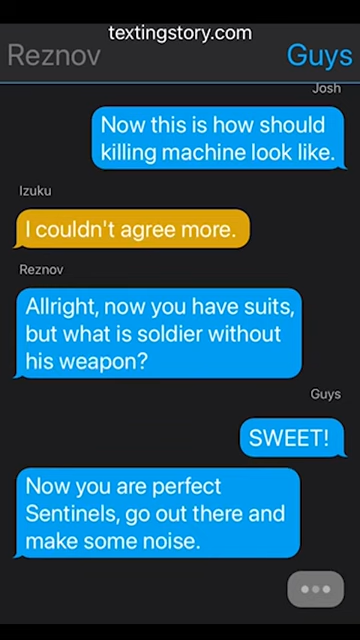 textingstory.com
Reznov
Guys
Josh
Now this is how should
killing machine look like.
Izuku
I couldn't agree more.
Reznov
Allright, now you have suits,
but what is soldier without
his weapon?
Guys
SWEET!
Now you are perfect
Sentinels, go out there and
make some noise.